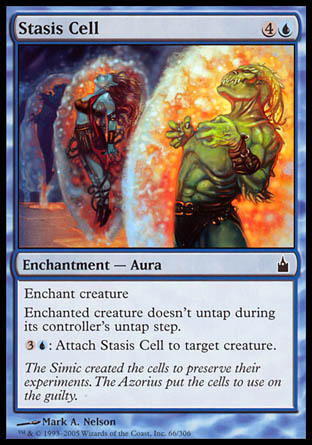 Stasis Cell 4
Enchantment — Aura
Enchant creature
Enchanted creature doesn't untap during
its controller's untap step.
3: Attach Stasis Cell to target creature.
The Simic created the cells to preserve their
experiments. The Azorius put the cells to use on
the guilty.
Mark A. Nelson
™ & © 1993–2005 Wizards of the Coast, Inc. 66/306